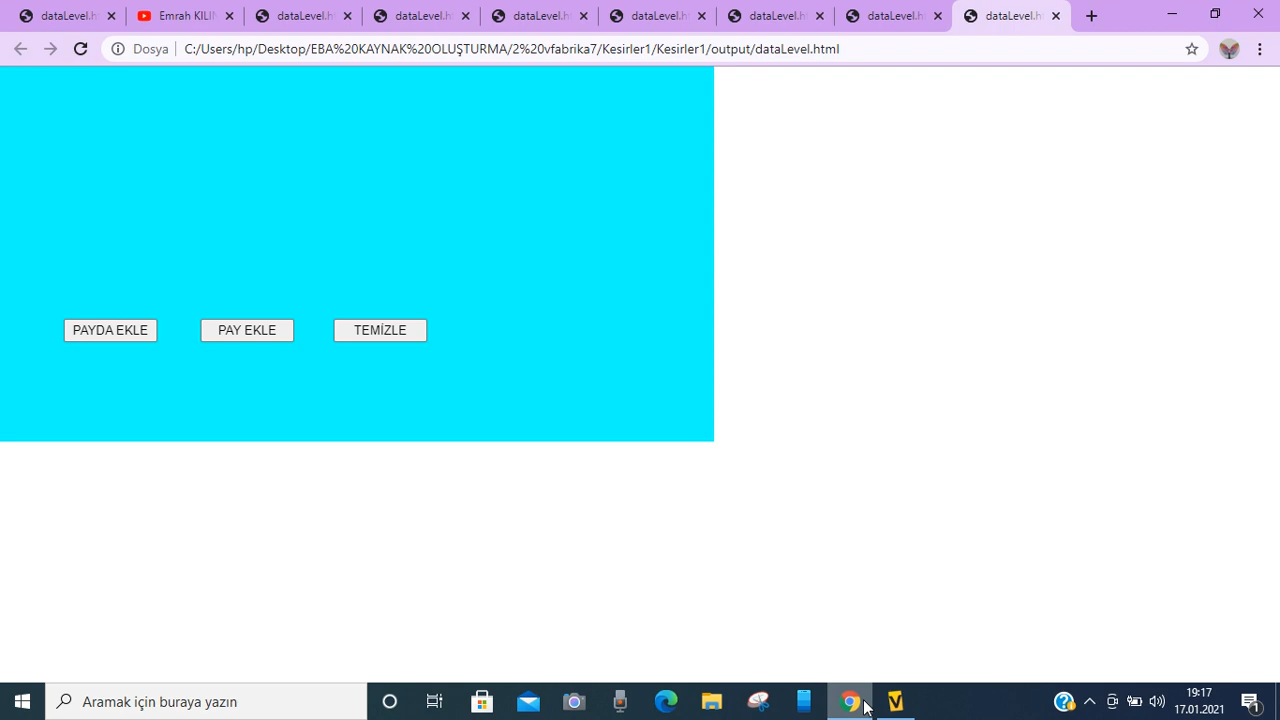 dataLevel.h
Emrah KILIN
dataLevel.h
dataLevel.h
dataLevel.h
dataLevel.h
dataLevel.h
dataLevel.h
dataLevel.h
Dosya
C:/Users/hp/Desktop/EBA%20KAYNAK%20OLUŞTURMA/2%20vfabrika7/Kesirler1/Kesirler1/output/dataLevel.html
PAYDA EKLE PAY EKLE TEMİZLE
Aramak için buraya yazın
19:17
17.01.2021
1